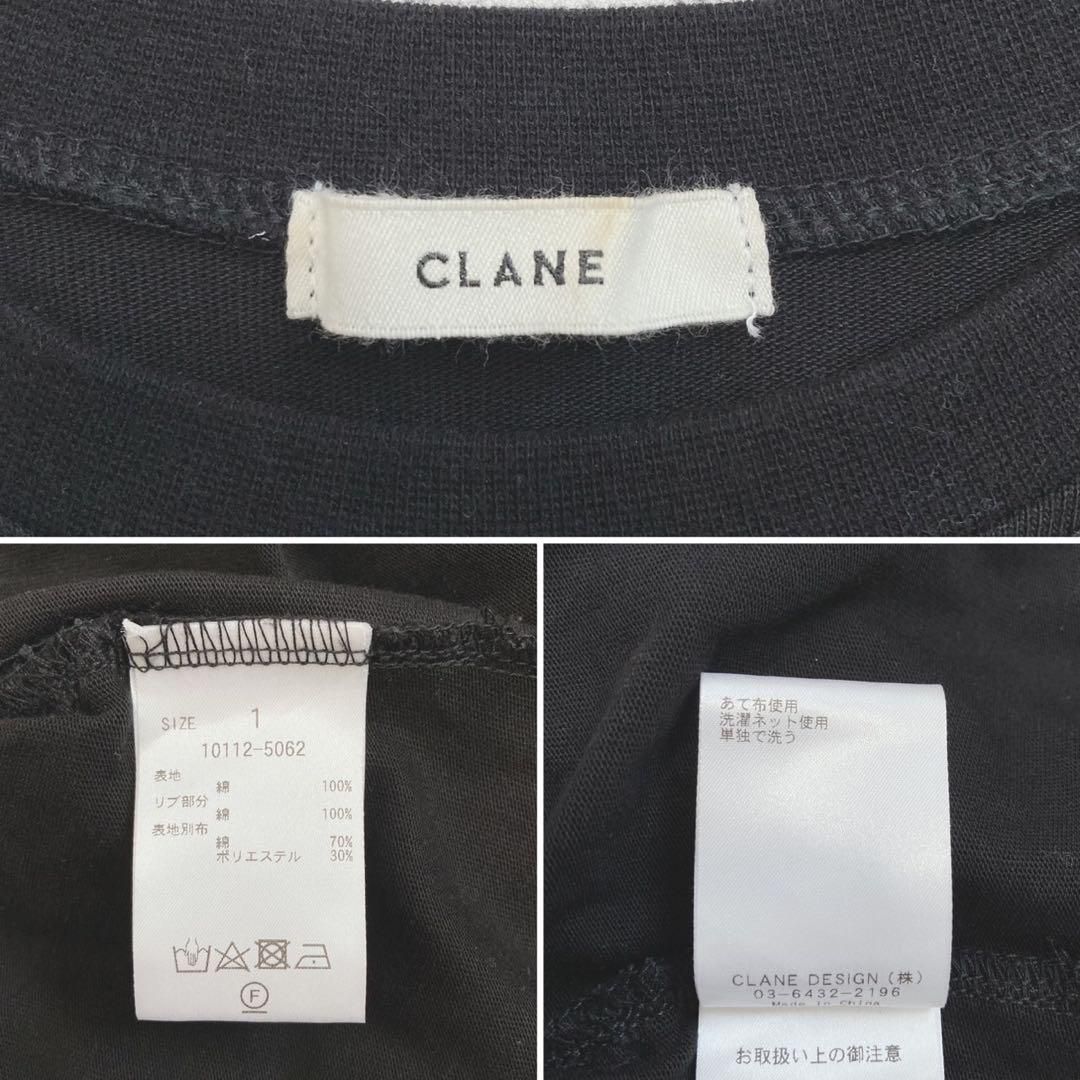 CLANE
SIZE 1
10112-5062
表地
綿 100%
リブ部分
綿 100%
表地別布
綿 70%
ポリエステル 30%
F
あて布使用
洗濯ネット使用
単独で洗う
CLANE DESIGN (株)
03-6432-2196
Made in China
お取扱い上の御注意